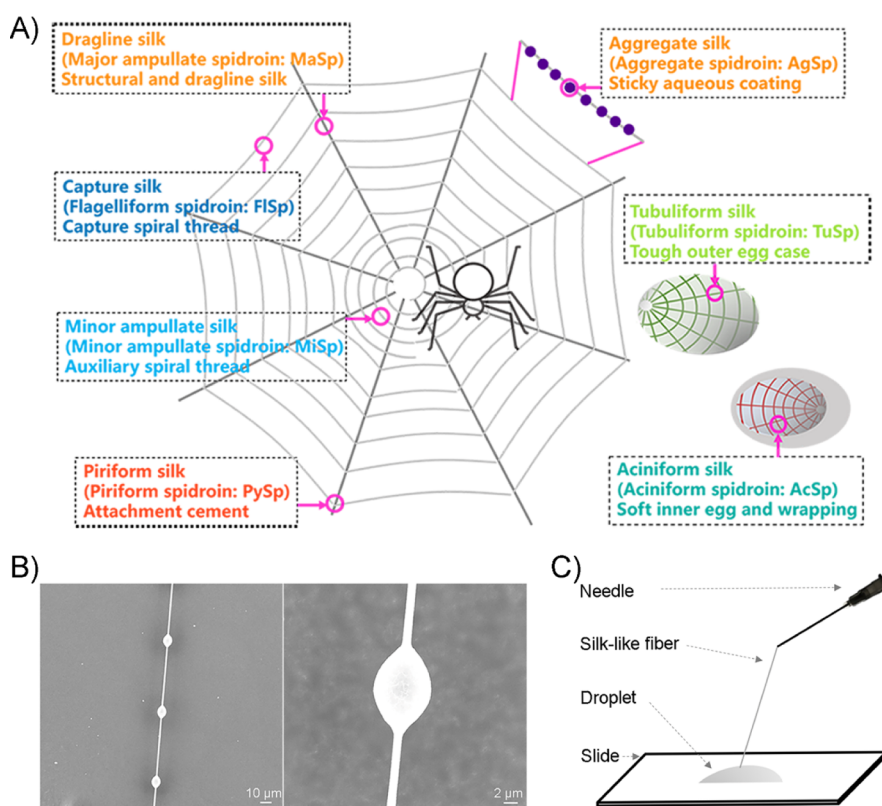 A)
Dragline silk
(Major ampullate spidroin: MaSp)
Structural and dragline silk
Aggregate silk
(Aggregate spidroin: AgSp)
Sticky aqueous coating
Capture silk
(Flagelliform spidroin: FlSp)
Capture spiral thread
Tubuliform silk
(Tubuliform spidroin: TuSp)
Tough outer egg case
Minor ampullate silk
(Minor ampullate spidroin: MiSp)
Auxiliary spiral thread
Piriform silk
(Piriform spidroin: PySp)
Attachment cement
Aciniform silk
(Aciniform spidroin: AcSp)
Soft inner egg and wrapping
B)
10 μm
2 μm
C)
Needle
Silk-like fiber
Droplet
Slide